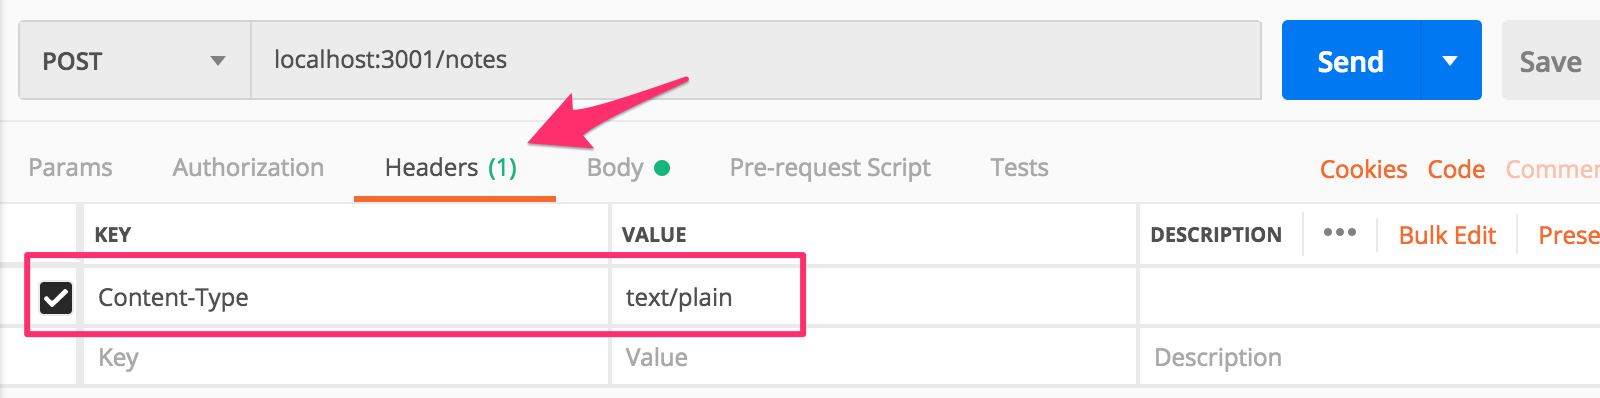 POST localhost:3001/notes Send Save
Params Authorization Headers (1) Body Pre-request Script Tests Cookies Code Commen
KEY VALUE DESCRIPTION ••• Bulk Edit Prese
Content-Type text/plain
Key Value Description